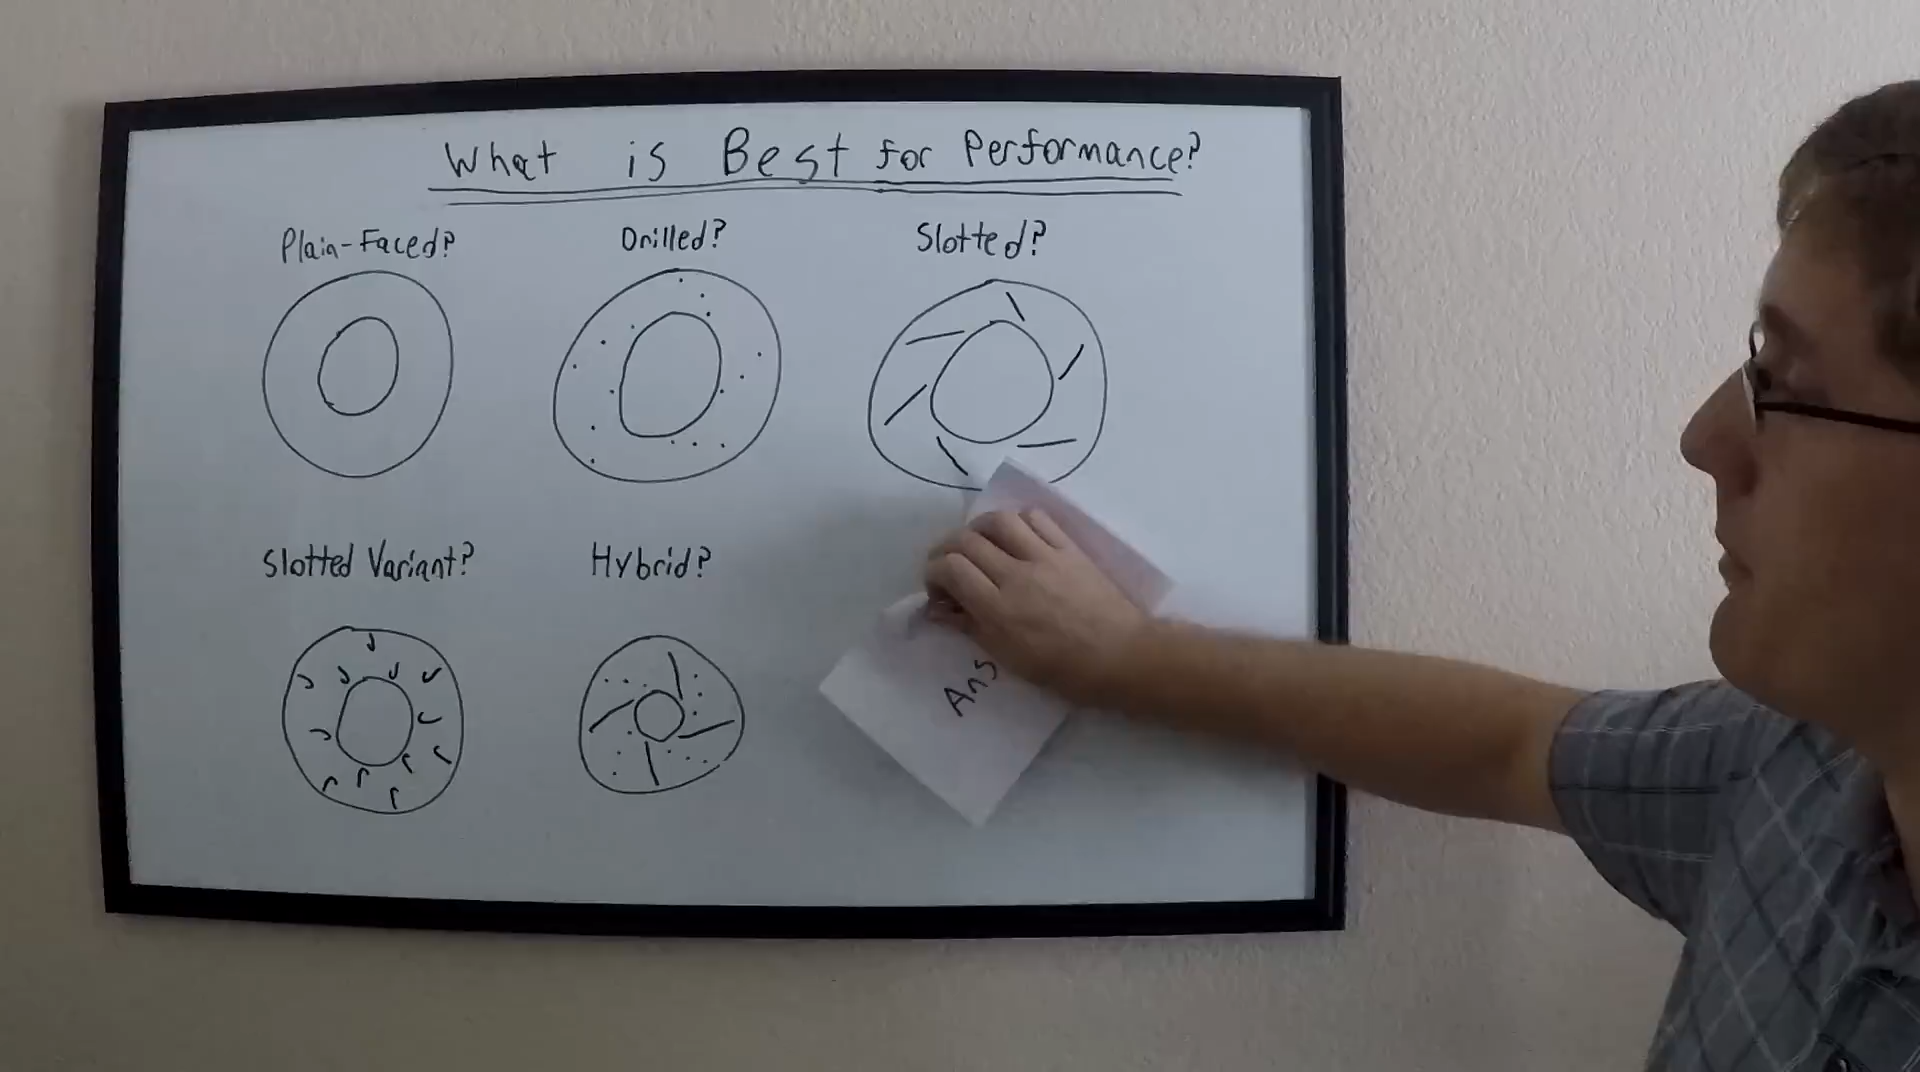 What is Best for Performance?
Plain-Faced?
Drilled?
Slotted?
Slotted Variant?
Hybrid?
Ans